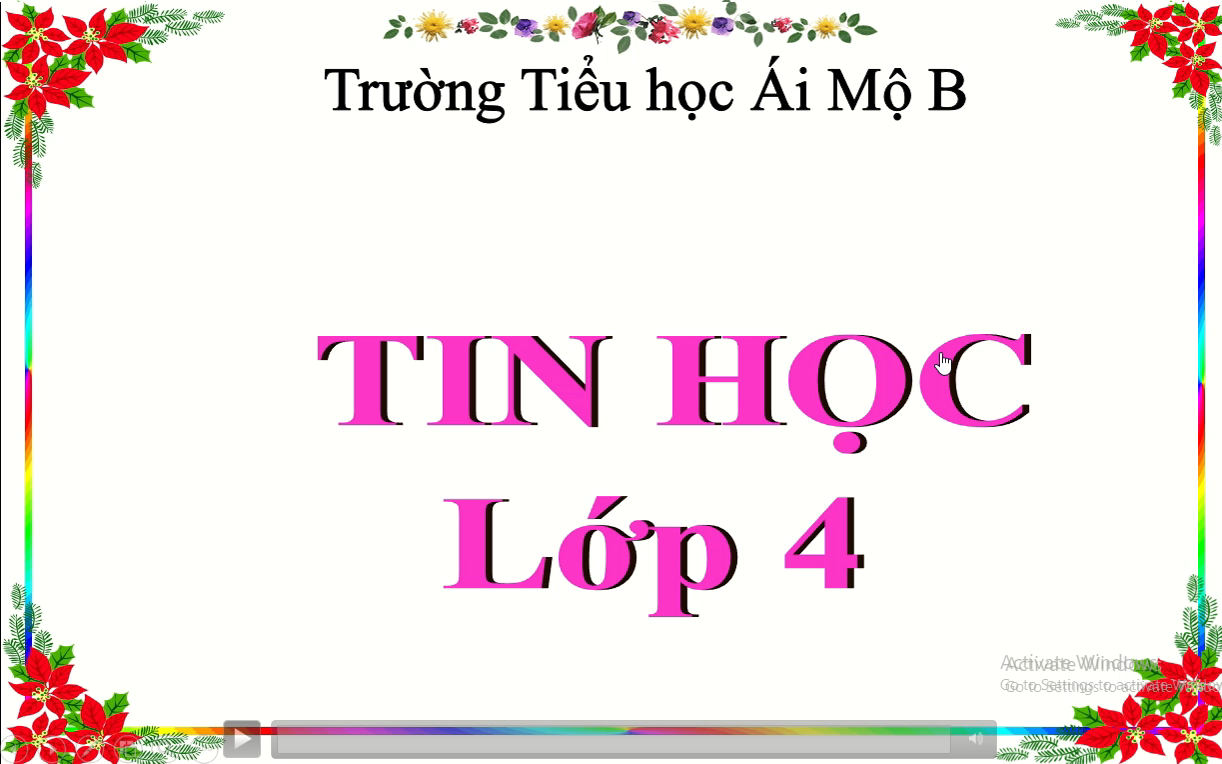 Trường Tiểu học Ái Mộ B
TIN HỌC
Lớp 4
Activate Windows
Go to Settings to activate Windows